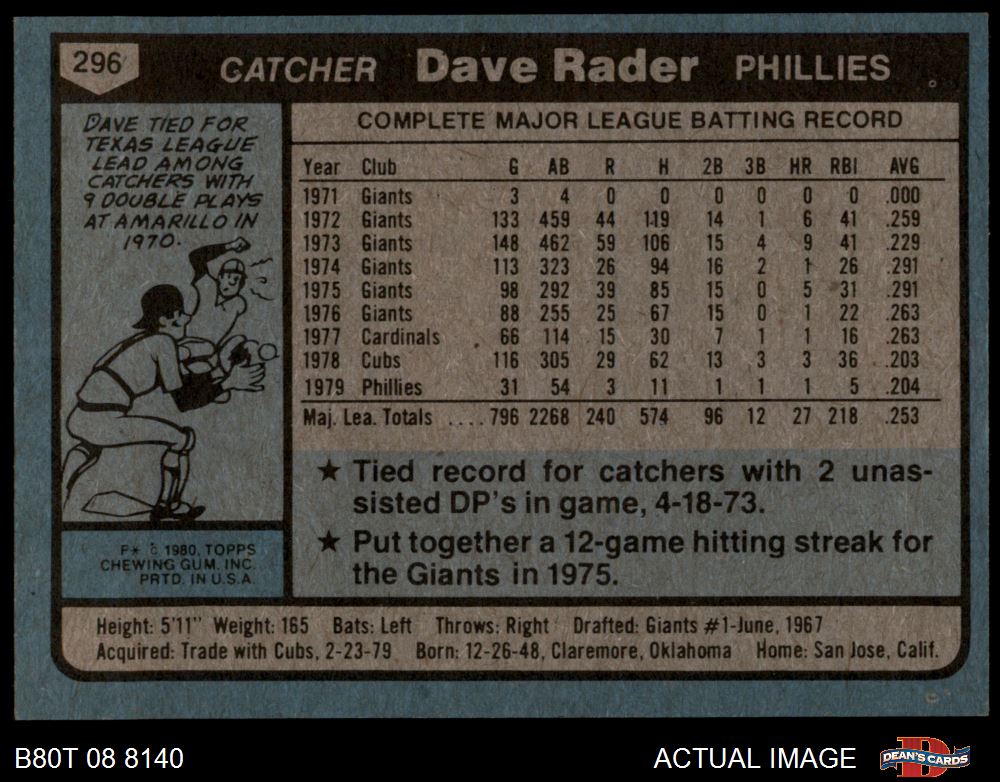 296 CATCHER Dave Rader PHILLIES
DAVE TIED FOR
TEXAS LEAGUE
LEAD AMONG
CATCHERS WITH
9 DOUBLE PLAYS
AT AMARILLO IN
1970.
COMPLETE MAJOR LEAGUE BATTING RECORD
Year Club G AB R H 2B 3B HR RBI AVG
1971 Giants 3 4 0 0 0 0 0 0 .000
1972 Giants 133 459 44 119 14 1 6 41 .259
1973 Giants 148 462 59 106 15 4 9 41 .229
1974 Giants 113 323 26 94 16 2 1 26 .291
1975 Giants 98 292 39 85 15 0 5 31 .291
1976 Giants 88 255 25 67 15 0 1 22 .263
1977 Cardinals 66 114 15 30 7 1 1 16 .263
1978 Cubs 116 305 29 62 13 3 3 36 .203
1979 Phillies 31 54 3 11 1 1 1 5 .204
Maj. Lea. Totals .... 796 2268 240 574 96 12 27 218 .253
★ Tied record for catchers with 2 unas-
sisted DP's in game, 4-18-73.
★ Put together a 12-game hitting streak for
the Giants in 1975.
F* © 1980, TOPPS
CHEWING GUM, INC.
PRTD. IN U.S.A.
Height: 5'11" Weight: 165 Bats: Left Throws: Right Drafted: Giants #1-June, 1967
Acquired: Trade with Cubs, 2-23-79 Born: 12-26-48, Claremore, Oklahoma Home: San Jose, Calif.
B80T 08 8140 ACTUAL IMAGE D DEAN'S CARDS